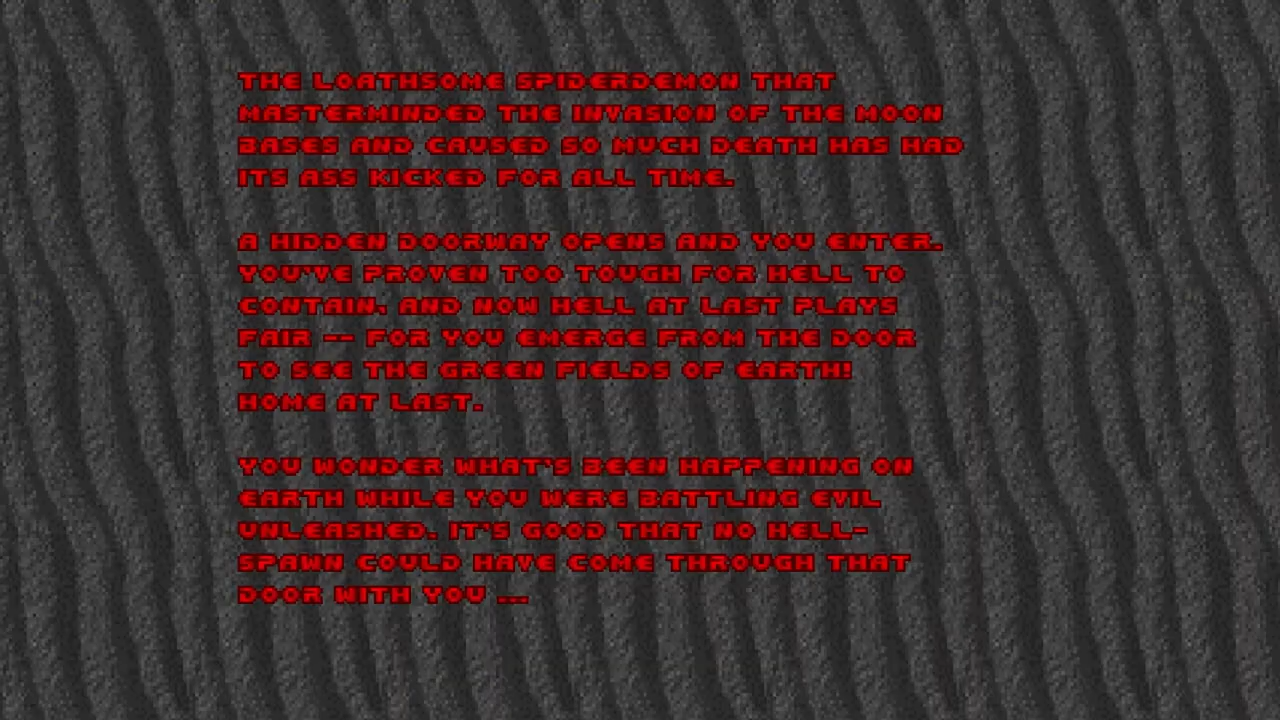 THE LOATHSOME SPIDERDEMON THAT
MASTERMINDED THE INVASION OF THE MOON
BASES AND CAUSED SO MUCH DEATH HAS HAD
ITS ASS KICKED FOR ALL TIME.
A HIDDEN DOORWAY OPENS AND YOU ENTER.
YOU'VE PROVEN TOO TOUGH FOR HELL TO
CONTAIN, AND NOW HELL AT LAST PLAYS
FAIR -- FOR YOU EMERGE FROM THE DOOR
TO SEE THE GREEN FIELDS OF EARTH!
HOME AT LAST.
YOU WONDER WHAT'S BEEN HAPPENING ON
EARTH WHILE YOU WERE BATTLING EVIL
UNLEASHED. IT'S GOOD THAT NO HELL-
SPAWN COULD HAVE COME THROUGH THAT
DOOR WITH YOU ...